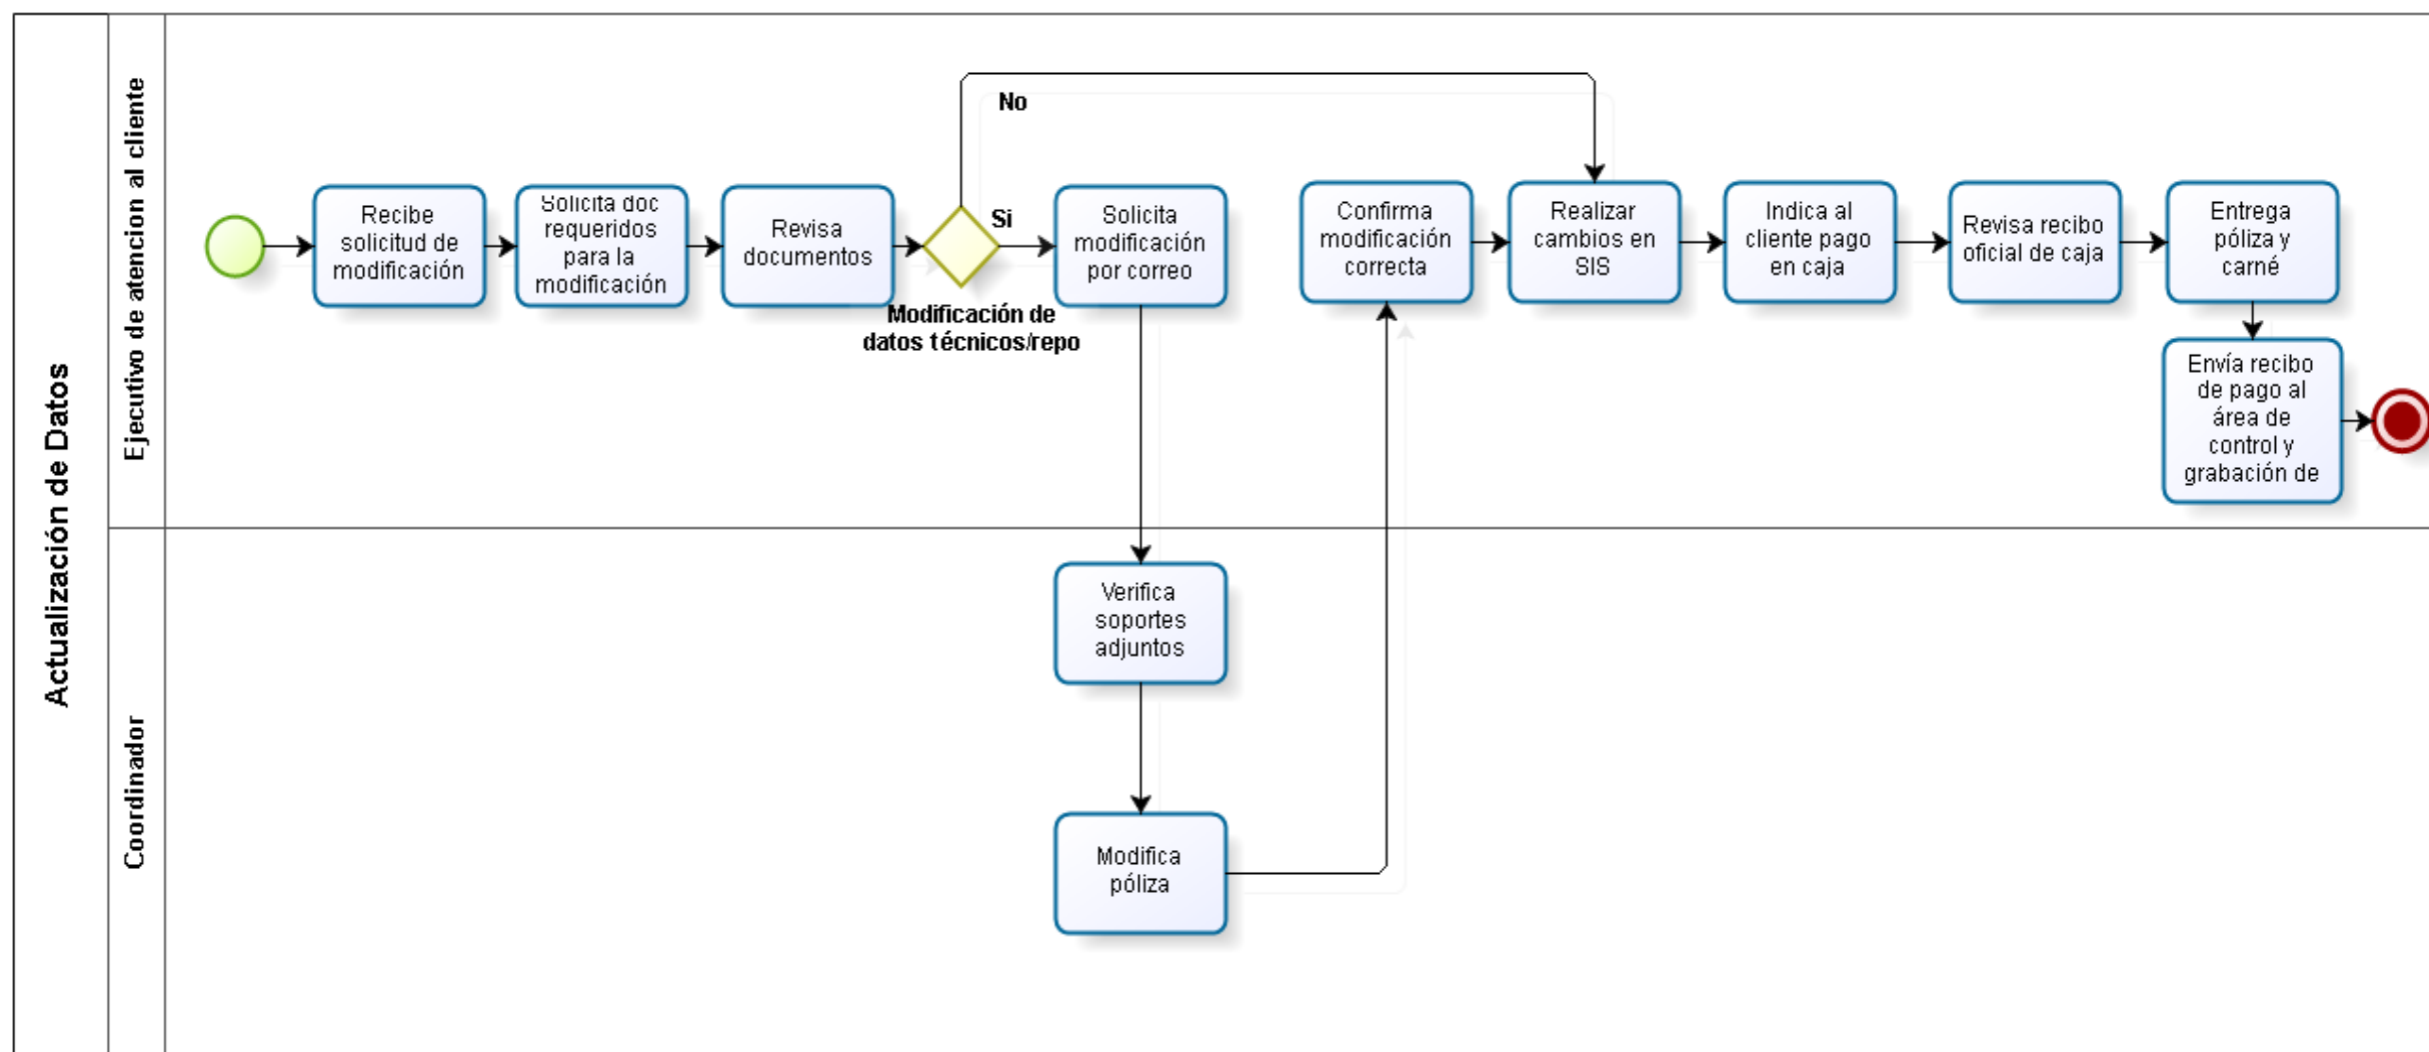 Actualización de Datos
Ejecutivo de atencion al cliente
Recibe
solicitud de
modificación
Solicita doc
requeridos
para la
modificación
Revisa
documentos
Modificación de
datos técnicos/repo
No
Si
Solicita
modificación
por correo
Confirma
modificación
correcta
Realizar
cambios en
SIS
Indica al
cliente pago
en caja
Revisa recibo
oficial de caja
Entrega
póliza y
carné
Envía recibo
de pago al
área de
control y
grabación de
Coordinador
Verifica
soportes
adjuntos
Modifica
póliza